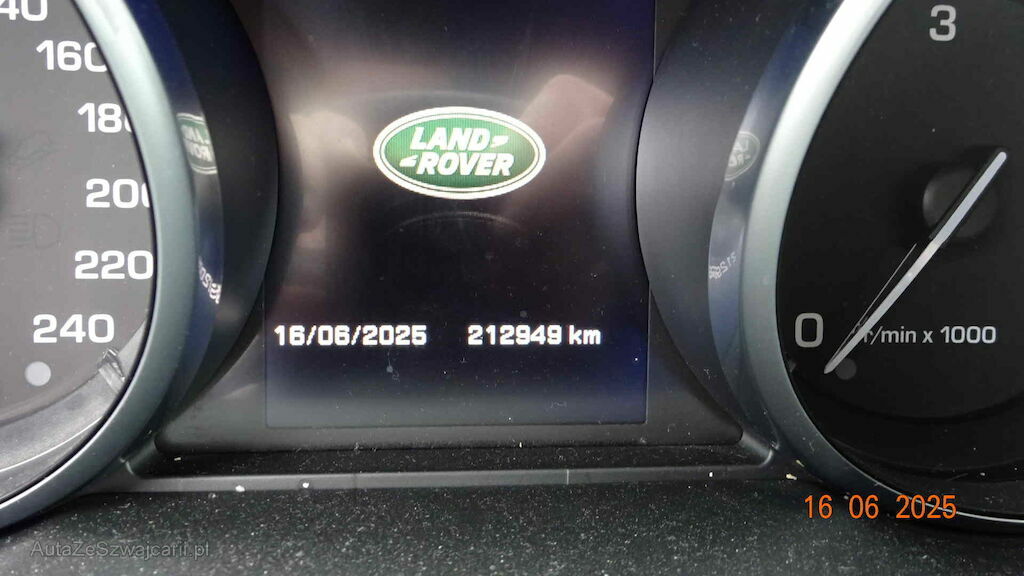 160
180
200
220
240
LAND
ROVER
16/06/2025 212949 km
3
0
r/min x 1000
16 06 2025
AutaZeSzwajcarii.pl